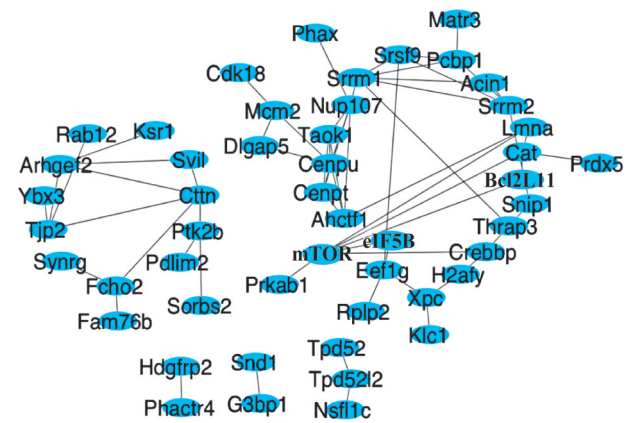 Matr3
Phax
Srsf9
Pcbp1
Cdk18
Srrm1
Acin1
Mcm2
Nup107
Srrm2
Rab12
Ksr1
Taok1
Lmna
Dlgap5
Cat
Arhgef2
Svil
Cenpu
Prdx5
Bcl2L11
Ybx3
Cttn
Cenpt
Snip1
Tjp2
Ahctf1
Thrap3
Ptk2b
eIF5B
mTOR
Crebbp
Synrg
Pdlim2
Eef1g
H2afy
Fcho2
Prkab1
Xpc
Sorbs2
Rplp2
Fam76b
Klc1
Tpd52
Hdgfrp2
Snd1
Tpd52l2
Phactr4
G3bp1
Nsfl1c